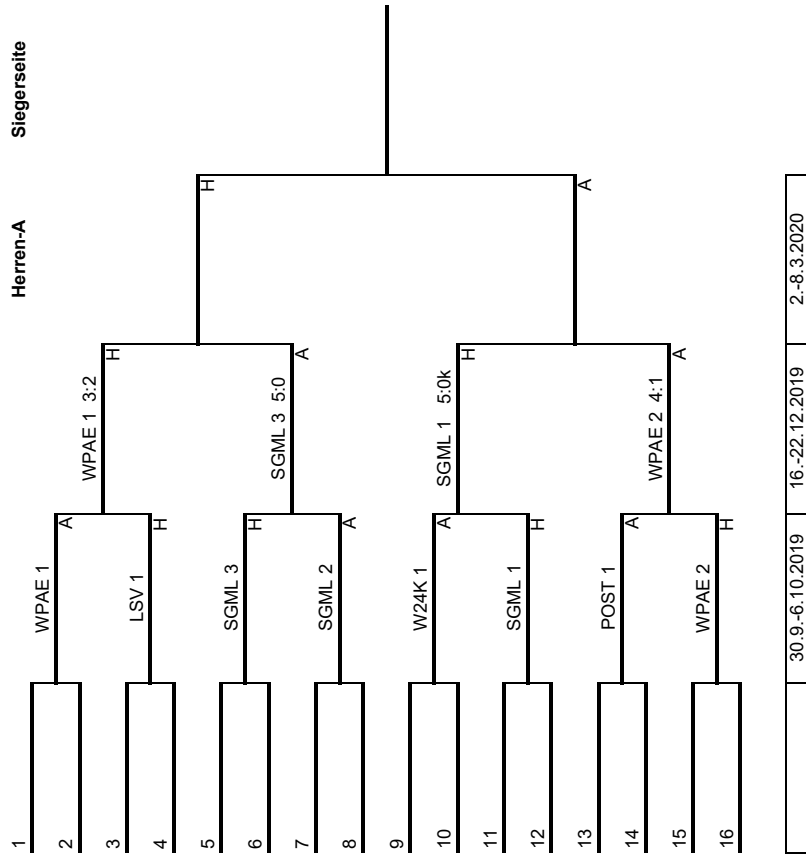 Herren-A Siegerseite
1
2
3
4
5
6
7
8
9
10
11
12
13
14
15
16
WPAE 1
A
LSV 1
H
SGML 3
H
SGML 2
A
W24K 1
A
SGML 1
H
POST 1
A
WPAE 2
H
WPAE 1 3:2
H
SGML 3 5:0
A
SGML 1 5:0k
H
WPAE 2 4:1
A
H
A
30.9.-6.10.2019
16.-22.12.2019
2.-8.3.2020